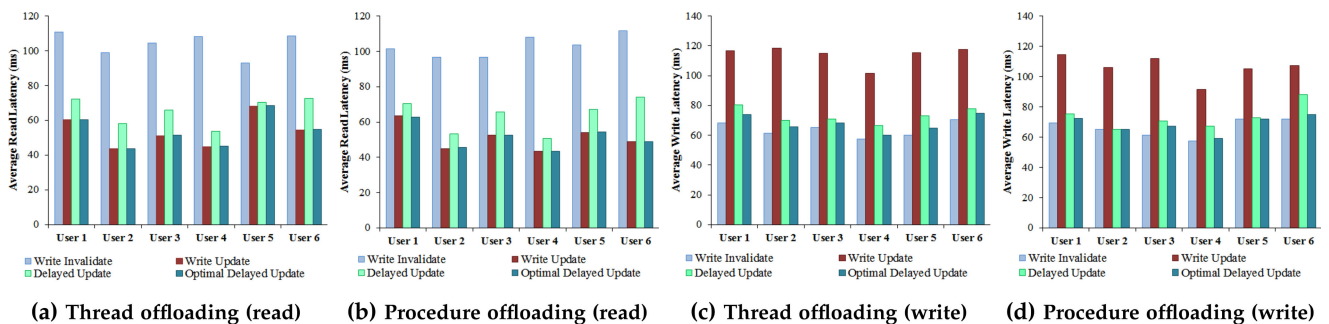 Average Read Latency (ms)
120
100
80
60
40
20
0
User 1 User 2 User 3 User 4 User 5 User 6
Write Invalidate Write Update
Delayed Update Optimal Delayed Update
(a) Thread offloading (read)
Average Read Latency (ms)
120
100
80
60
40
20
0
User 1 User 2 User 3 User 4 User 5 User 6
Write Invalidate Write Update
Delayed Update Optimal Delayed Update
(b) Procedure offloading (read)
Average Write Latency (ms)
140
120
100
80
60
40
20
0
User 1 User 2 User 3 User 4 User 5 User 6
Write Invalidate Write Update
Delayed Update Optimal Delayed Update
(c) Thread offloading (write)
Average Write Latency (ms)
140
120
100
80
60
40
20
0
User 1 User 2 User 3 User 4 User 5 User 6
Write Invalidate Write Update
Delayed Update Optimal Delayed Update
(d) Procedure offloading (write)